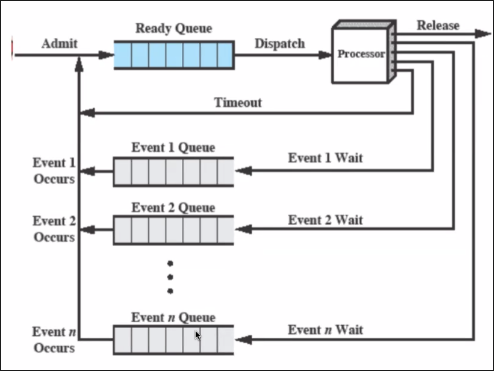 Ready Queue
Release
Admit
Dispatch
Processor
Timeout
Event 1 Queue
Event 1
Occurs
Event 1 Wait
Event 2 Queue
Event 2
Occurs
Event 2 Wait
Event n Queue
Event n
Occurs
Event n Wait